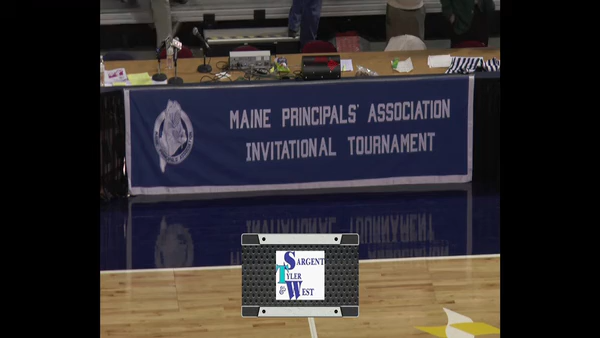 MAINE PRINCIPALS' ASSOCIATION
INVITATIONAL TOURNAMENT
SARGENT
TYLER
& WEST